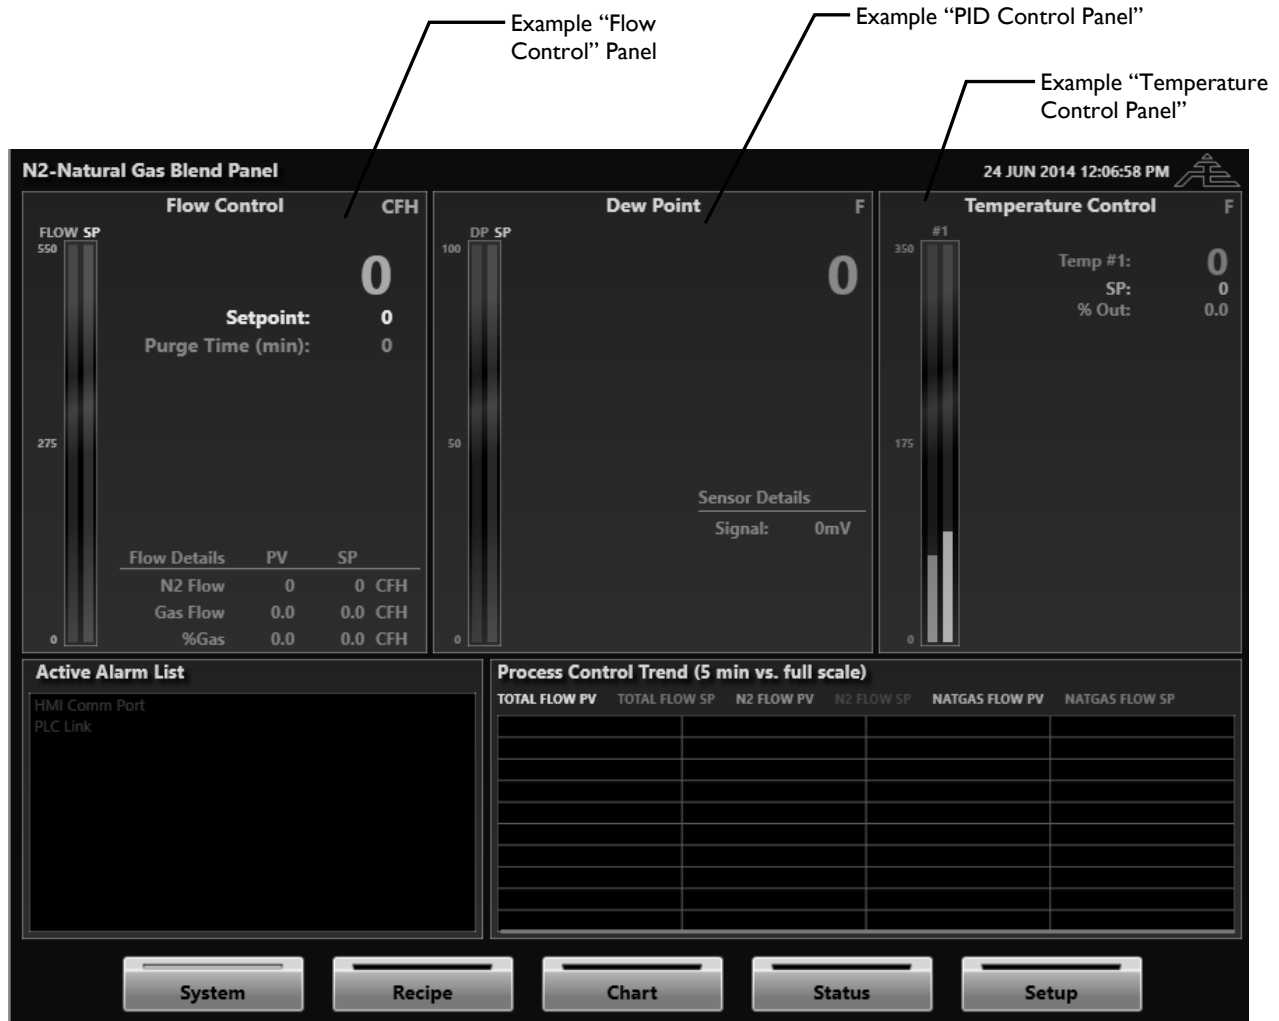 Example “Flow
Control” Panel
Example “PID Control Panel”
Example “Temperature
Control Panel”
N2-Natural Gas Blend Panel
24 JUN 2014 12:06:58 PM
Flow Control CFH
FLOW SP
550
0
Setpoint: 0
Purge Time (min): 0
275
Flow Details PV SP
N2 Flow 0 0 CFH
Gas Flow 0.0 0.0 CFH
%Gas 0.0 0.0 CFH
0
Dew Point F
DP SP
100
0
50
Sensor Details
Signal: 0mV
0
Temperature Control F
#1
350
Temp #1: 0
SP: 0
% Out: 0.0
175
0
Active Alarm List
HMI Comm Port
PLC Link
Process Control Trend (5 min vs. full scale)
TOTAL FLOW PV TOTAL FLOW SP N2 FLOW PV N2 FLOW SP NATGAS FLOW PV NATGAS FLOW SP
System Recipe Chart Status Setup